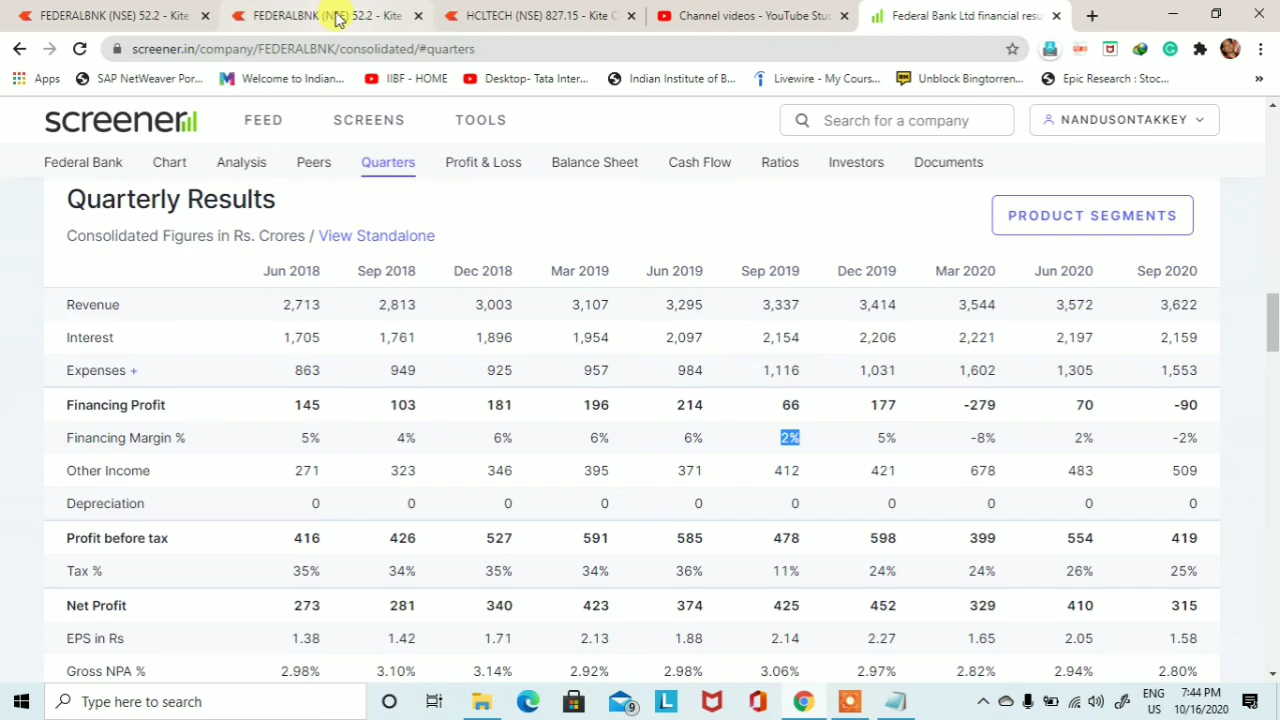 FEDERALBNK (NSE) 52.2 - Kite
FEDERALBNK (NSE) 52.2 - Kite
HCLTECH (NSE) 827.15 - Kite C
Channel videos - YouTube Stu
Federal Bank Ltd financial resu
screener.in/company/FEDERALBNK/consolidated/#quarters
Apps SAP NetWeaver Por... Welcome to Indian... IIBF - HOME Desktop- Tata Inter... Indian Institute of B... Livewire - My Cours... Unblock Bingtorren... Epic Research : Stoc... »
screener FEED SCREENS TOOLS Search for a company NANDUSONTAKKEY
Federal Bank Chart Analysis Peers Quarters Profit & Loss Balance Sheet Cash Flow Ratios Investors Documents
Quarterly Results
PRODUCT SEGMENTS
Consolidated Figures in Rs. Crores / View Standalone
Jun 2018 Sep 2018 Dec 2018 Mar 2019 Jun 2019 Sep 2019 Dec 2019 Mar 2020 Jun 2020 Sep 2020
Revenue 2,713 2,813 3,003 3,107 3,295 3,337 3,414 3,544 3,572 3,622
Interest 1,705 1,761 1,896 1,954 2,097 2,154 2,206 2,221 2,197 2,159
Expenses + 863 949 925 957 984 1,116 1,031 1,602 1,305 1,553
Financing Profit 145 103 181 196 214 66 177 -279 70 -90
Financing Margin % 5% 4% 6% 6% 6% 2% 5% -8% 2% -2%
Other Income 271 323 346 395 371 412 421 678 483 509
Depreciation 0 0 0 0 0 0 0 0 0 0
Profit before tax 416 426 527 591 585 478 598 399 554 419
Tax % 35% 34% 35% 34% 36% 11% 24% 24% 26% 25%
Net Profit 273 281 340 423 374 425 452 329 410 315
EPS in Rs 1.38 1.42 1.71 2.13 1.88 2.14 2.27 1.65 2.05 1.58
Gross NPA % 2.98% 3.10% 3.14% 2.92% 2.98% 3.06% 2.97% 2.82% 2.94% 2.80%
Type here to search
9
L
ENG
US
7:44 PM
10/16/2020